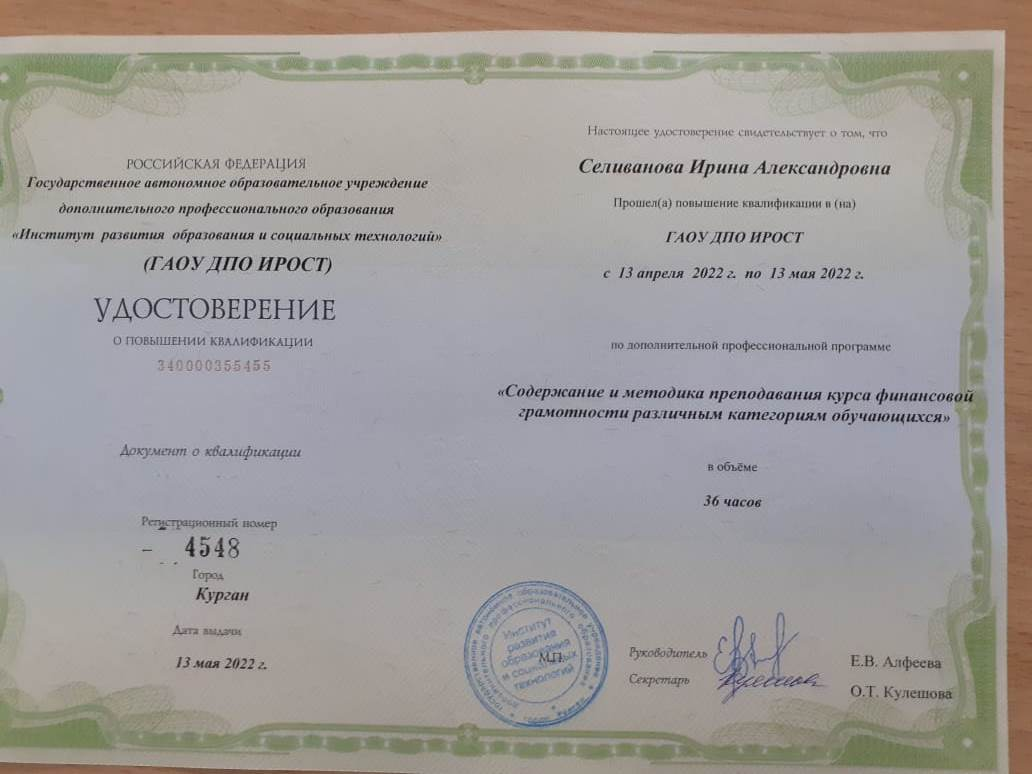 РОССИЙСКАЯ ФЕДЕРАЦИЯ
Государственное автономное образовательное учреждение
дополнительного профессионального образования
«Институт развития образования и социальных технологий»
(ГАОУ ДПО ИРОСТ)
УДОСТОВЕРЕНИЕ
О ПОВЫШЕНИИ КВАЛИФИКАЦИИ
340000355455
Документ о квалификации
Регистрационный номер
4548
Город
Курган
Дата выдачи
13 мая 2022 г.
Настоящее удостоверение свидетельствует о том, что
Селиванова Ирина Александровна
Прошел(а) повышение квалификации в (на)
ГАОУ ДПО ИРОСТ
с 13 апреля 2022 г. по 13 мая 2022 г.
по дополнительной профессиональной программе
«Содержание и методика преподавания курса финансовой
грамотности различным категориям обучающихся»
в объёме
36 часов
Институт
развития
образования
и социальных
технологий
М.П.
Руководитель
Е.В. Алфеева
Секретарь
О.Т. Кулешова